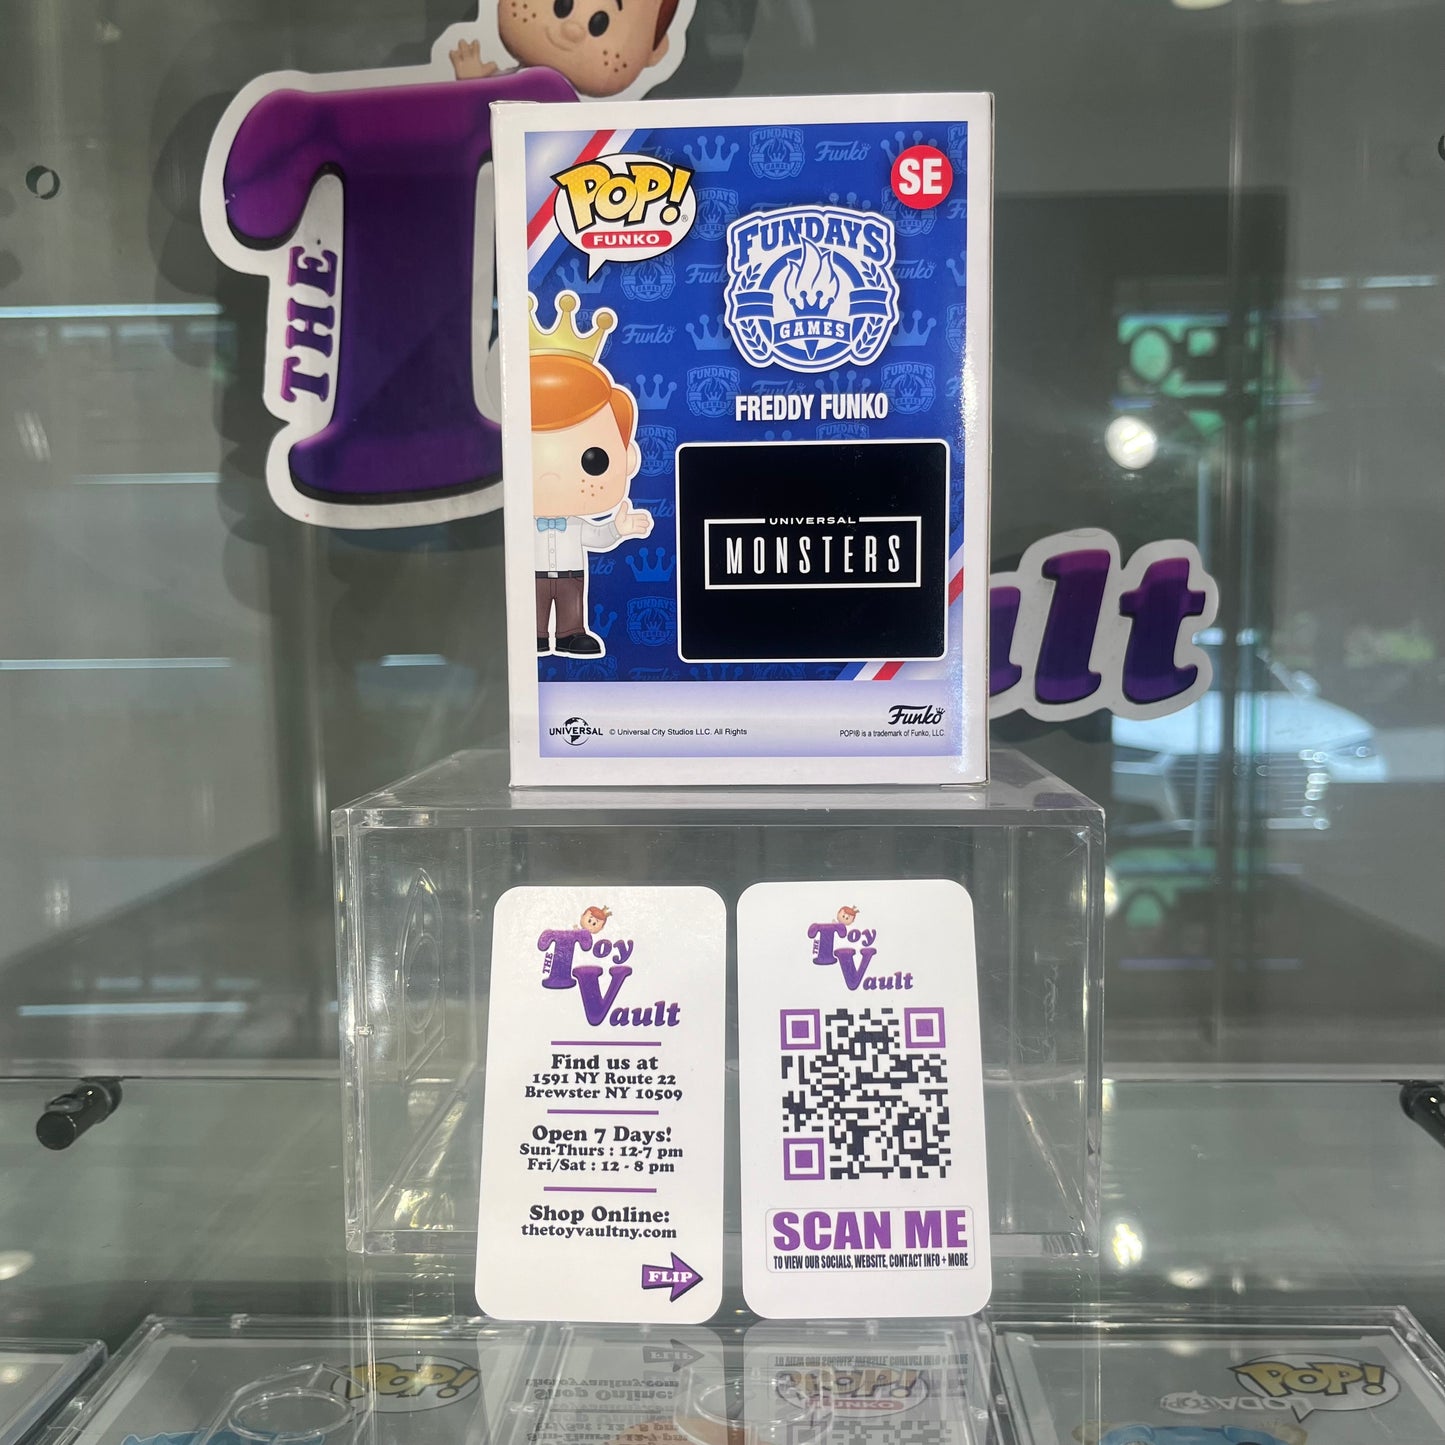 THE
ult
POP!
FUNKO
SE
FUNDAYS
GAMES
FREDDY FUNKO
UNIVERSAL
MONSTERS
UNIVERSAL © Universal City Studios LLC. All Rights
Funko
POP!® is a trademark of Funko, LLC.
THE Toy
Vault
Find us at
1591 NY Route 22
Brewster NY 10509
Open 7 Days!
Sun-Thurs : 12-7 pm
Fri/Sat : 12 - 8 pm
Shop Online:
thetoyvaultny.com
FLIP
THE Toy
Vault
SCAN ME
TO VIEW OUR SOCIALS, WEBSITE, CONTACT INFO + MORE
POP!
POP!